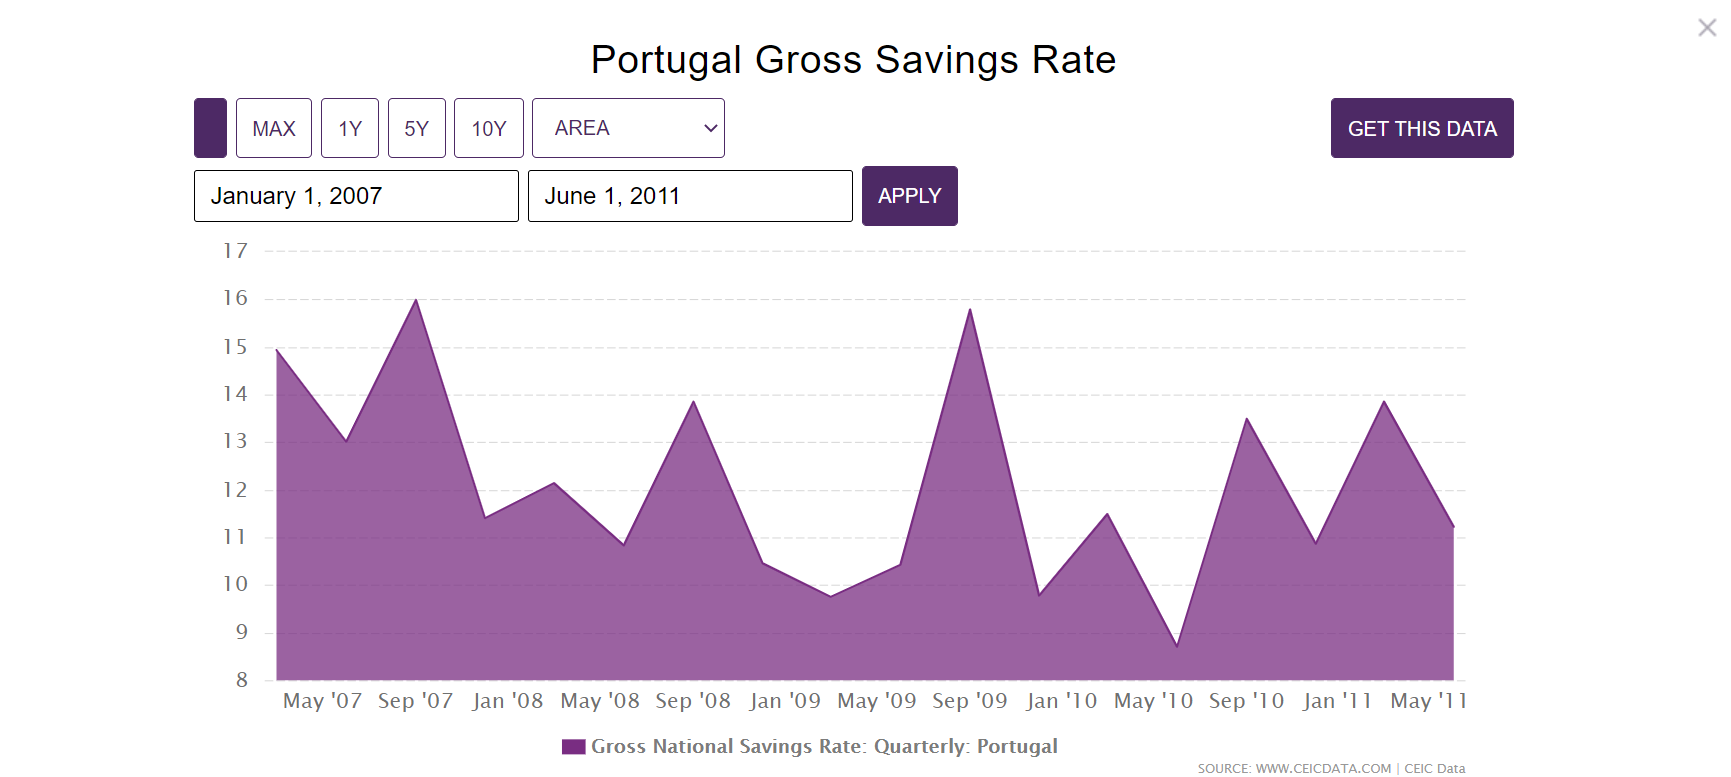 Portugal Gross Savings Rate
MAX 1Y 5Y 10Y AREA GET THIS DATA
January 1, 2007 June 1, 2011 APPLY
17
16
15
14
13
12
11
10
9
8
May '07 Sep '07 Jan '08 May '08 Sep '08 Jan '09 May '09 Sep '09 Jan '10 May '10 Sep '10 Jan '11 May '11
Gross National Savings Rate: Quarterly: Portugal
SOURCE: WWW.CEICDATA.COM | CEIC Data